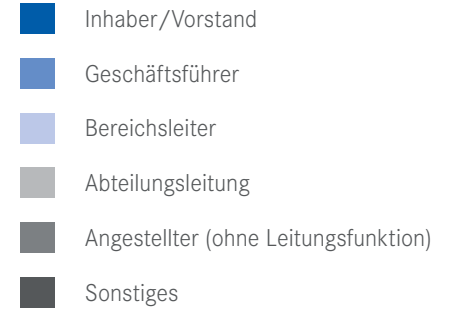 Inhaber/Vorstand
Geschäftsführer
Bereichsleiter
Abteilungsleitung
Angestellter (ohne Leitungsfunktion)
Sonstiges